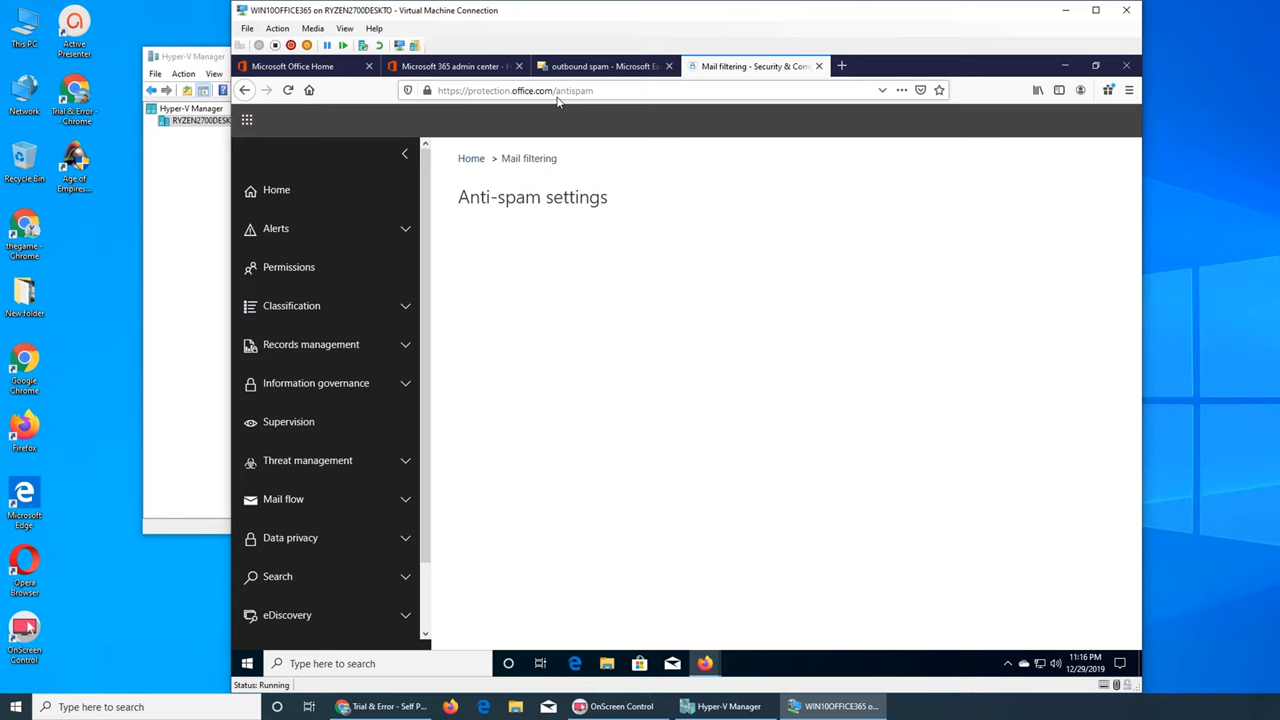 WIN10OFFICE365 on RYZEN2700DESKTO - Virtual Machine Connection
File Action Media View Help
Microsoft Office Home
Microsoft 365 admin center - 
outbound spam - Microsoft Ex
Mail filtering - Security & Com
https://protection.office.com/antispam
Home > Mail filtering
Anti-spam settings
Home
Alerts
Permissions
Classification
Records management
Information governance
Supervision
Threat management
Mail flow
Data privacy
Search
eDiscovery
Type here to search
11:16 PM
12/29/2019
Status: Running
Hyper-V Manager
File Action View
Hyper-V Manager
RYZEN2700DESK
This PC
Active
Presenter
Network
Trial & Error -
- Chrome
Recycle Bin
Age of
Empires...
thegame -
Chrome
New folder
Google
Chrome
Firefox
Microsoft
Edge
Opera
Browser
OnScreen
Control
Type here to search
Trial & Error - Self P...
OnScreen Control
Hyper-V Manager
WIN10OFFICE365 o...